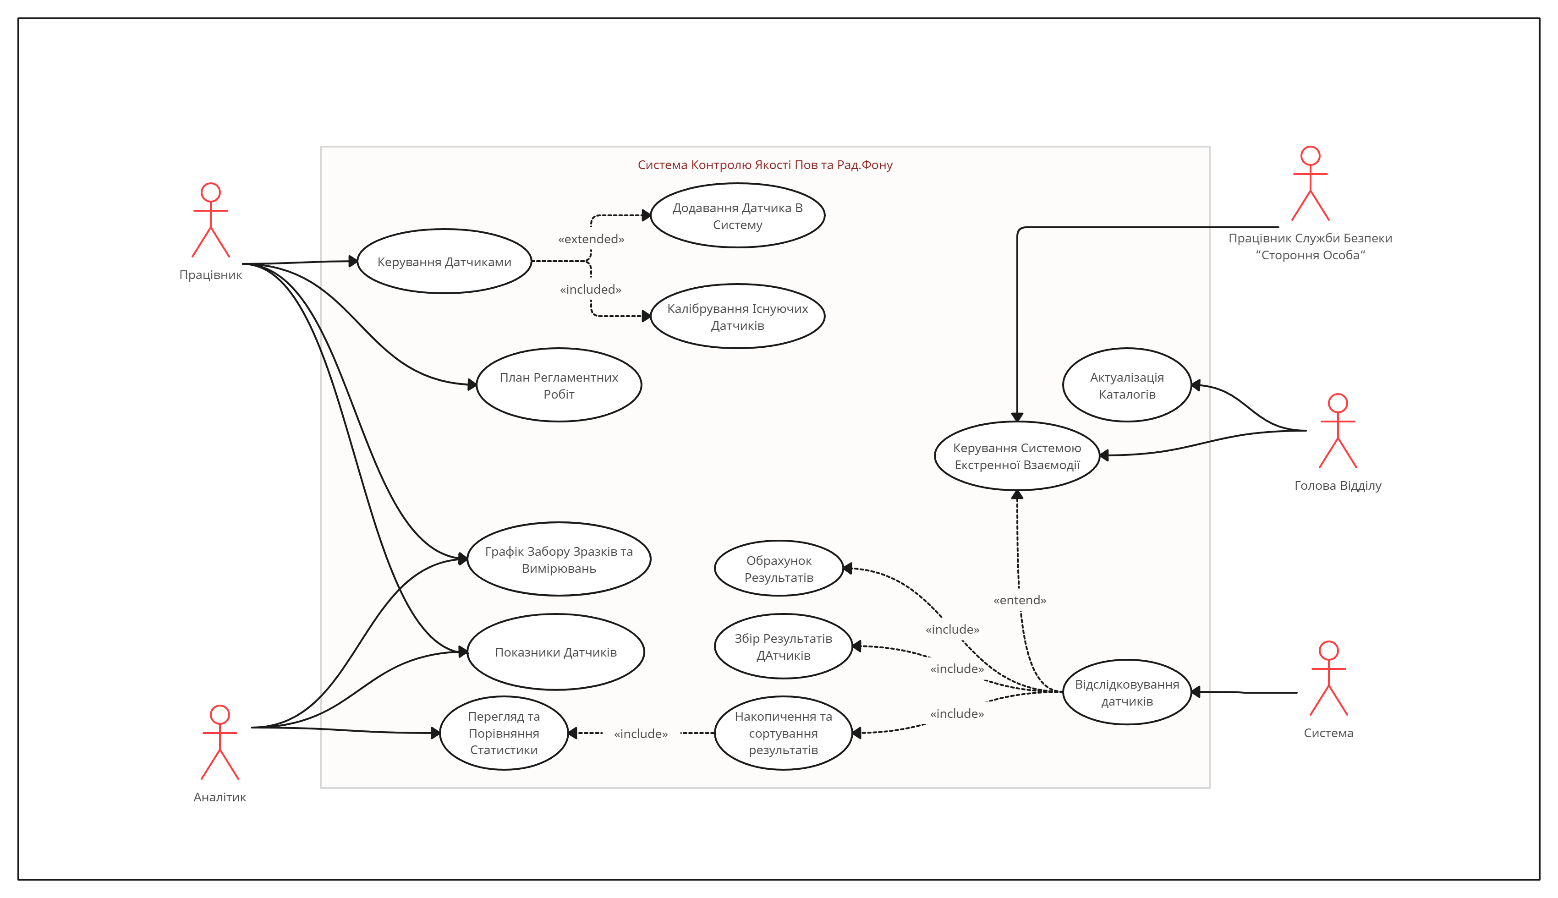 Система Контролю Якості Пов та Рад.Фону
Додавання Датчика В
Систему
«extended»
Керування Датчиками
«included»
Калібрування Існуючих
Датчиків
Працівник
Працівник Служби Безпеки
“Стороння Особа”
План Регламентних
Робіт
Актуалізація
Каталогів
Керування Системою
Екстренної Взаємодії
Голова Відділу
Графік Забору Зразків та
Вимірювань
Обрахунок
Результатів
«entend»
«include»
Показники Датчиків
Збір Результатів
ДАтчиків
«include»
Відслідковування
датчиків
«include»
Перегляд та
Порівняння
Статистики
«include»
Накопичення та
сортування
результатів
Система
Аналітик